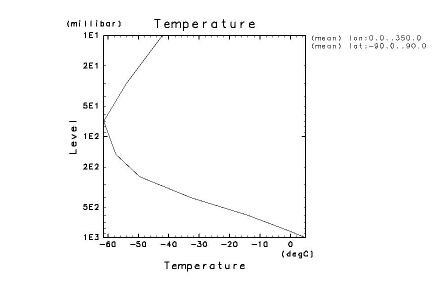 (millibar)
Temperature
(mean) lon:0.0..350.0
(mean) lat:-90.0..90.0
1E1
2E1
5E1
1E2
2E2
5E2
1E3
Level
-60 -50 -40 -30 -20 -10 0
(degC)
Temperature